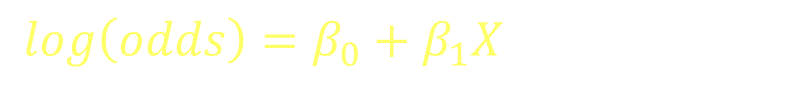 log(odds) = β₀ + β₁X